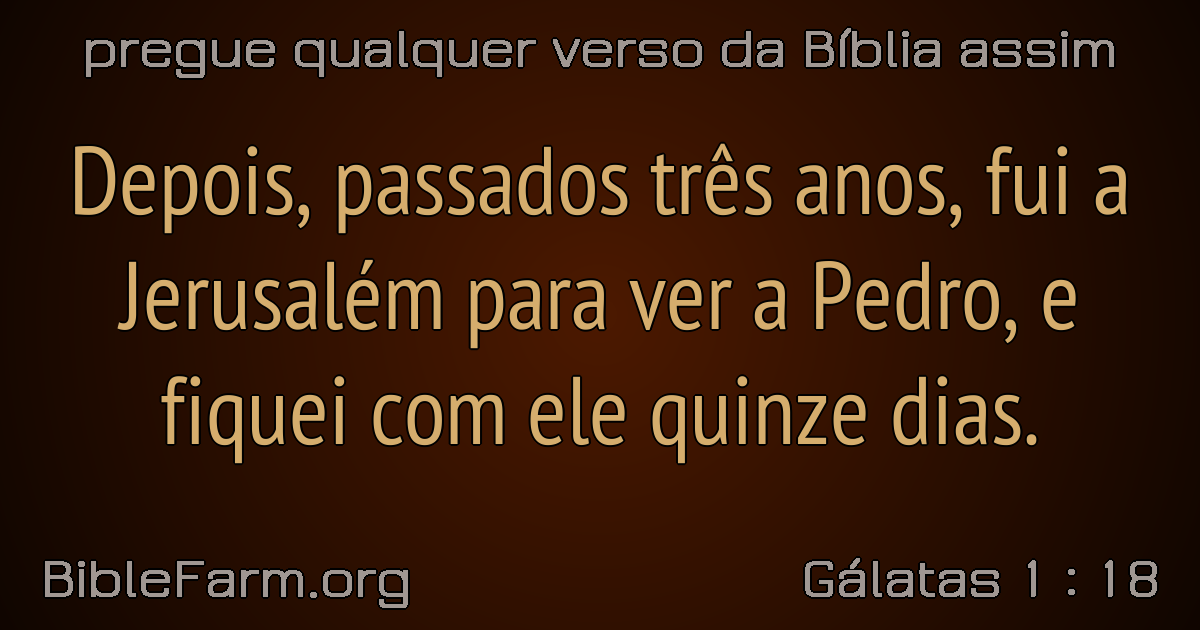 pregue qualquer verso da Bíblia assim
Depois, passados três anos, fui a
Jerusalém para ver a Pedro, e
fiquei com ele quinze dias.
BibleFarm.org
Gálatas 1 : 18